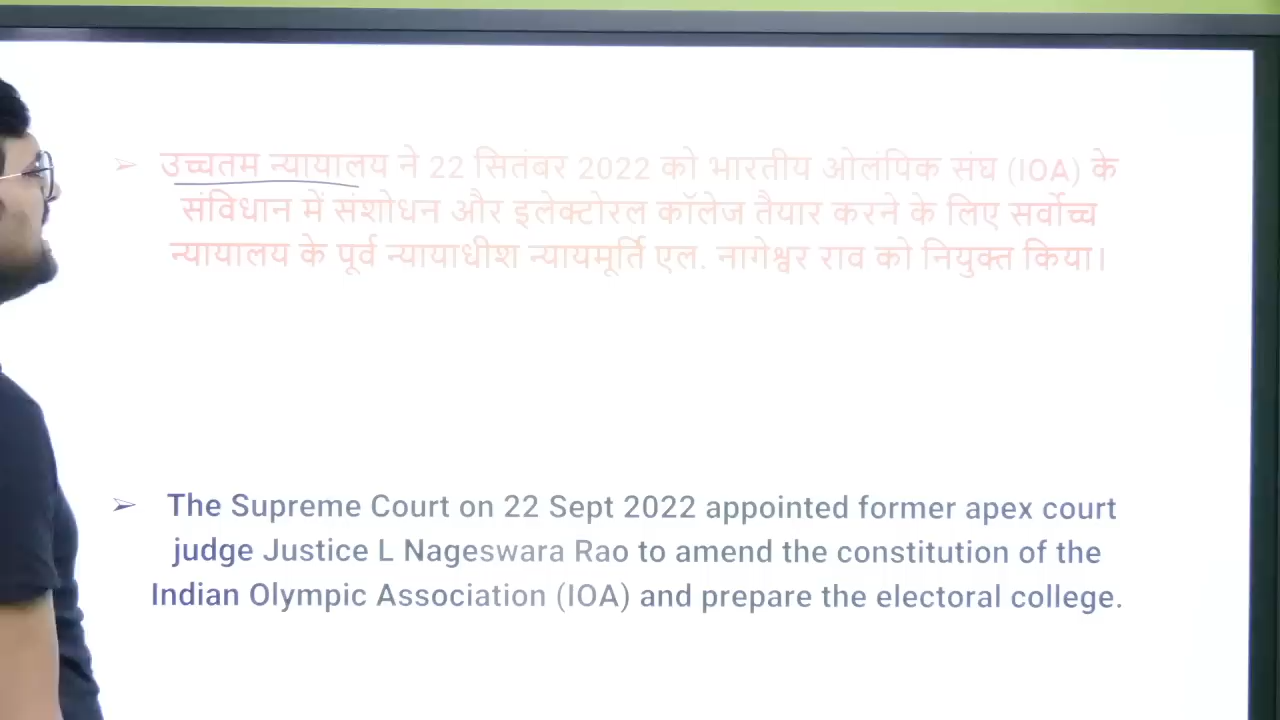 ➢ उच्चतम न्यायालय ने 22 सितंबर 2022 को भारतीय ओलंपिक संघ (IOA) के
संविधान में संशोधन और इलेक्टोरल कॉलेज तैयार करने के लिए सर्वोच्च
न्यायालय के पूर्व न्यायाधीश न्यायमूर्ति एल. नागेश्वर राव को नियुक्त किया।
➢ The Supreme Court on 22 Sept 2022 appointed former apex court
judge Justice L Nageswara Rao to amend the constitution of the
Indian Olympic Association (IOA) and prepare the electoral college.